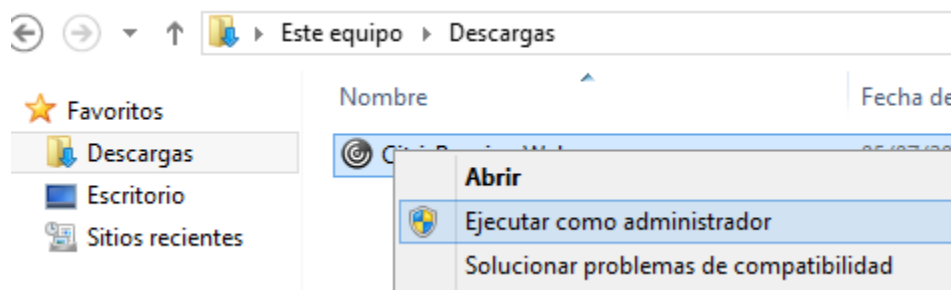 Este equipo Descargas
Nombre
Fecha de
Favoritos
Descargas
Escritorio
Sitios recientes
Abrir
Ejecutar como administrador
Solucionar problemas de compatibilidad